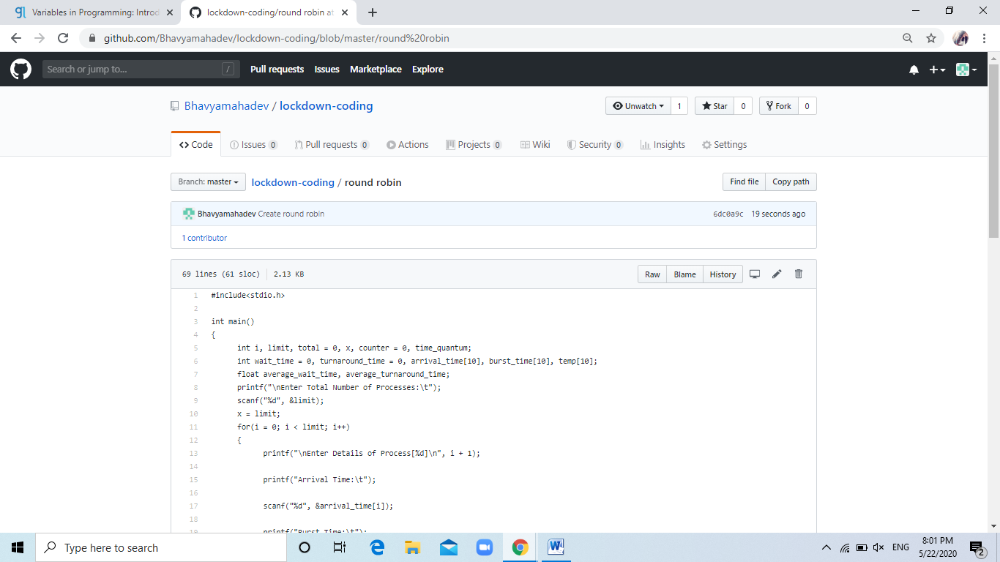 Variables in Programming: Introd
lockdown-coding/round robin at
github.com/Bhavyamahadev/lockdown-coding/blob/master/round%20robin
Search or jump to... / Pull requests Issues Marketplace Explore
Bhavyamahadev / lockdown-coding Unwatch 1 Star 0 Fork 0
Code Issues 0 Pull requests 0 Actions Projects 0 Wiki Security 0 Insights Settings
Branch: master lockdown-coding / round robin Find file Copy path
Bhavyamahadev Create round robin 6dc0a9c 19 seconds ago
1 contributor
69 lines (61 sloc) 2.13 KB Raw Blame History
1 #include<stdio.h>
2
3 int main()
4 {
5 int i, limit, total = 0, x, counter = 0, time_quantum;
6 int wait_time = 0, turnaround_time = 0, arrival_time[10], burst_time[10], temp[10];
7 float average_wait_time, average_turnaround_time;
8 printf("\nEnter Total Number of Processes:\t");
9 scanf("%d", &limit);
10 x = limit;
11 for(i = 0; i < limit; i++)
12 {
13 printf("\nEnter Details of Process[%d]\n", i + 1);
14
15 printf("Arrival Time:\t");
16
17 scanf("%d", &arrival_time[i]);
18
19 printf("Burst Time:\t");
Type here to search ENG 8:01 PM
5/22/2020 2